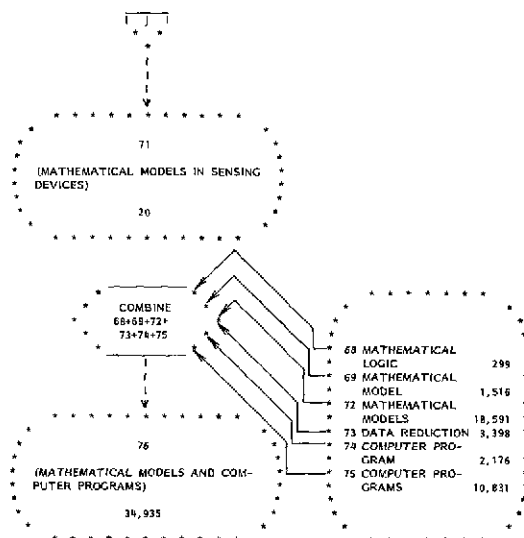 71
(MATHEMATICAL MODELS IN SENSING
DEVICES)
20
COMBINE
68+69+72+
73+74+75
68 MATHEMATICAL
LOGIC 299
69 MATHEMATICAL
MODEL 1,516
72 MATHEMATICAL
MODELS 18,591
73 DATA REDUCTION 3,398
74 COMPUTER PRO-
GRAM 2,176
75 COMPUTER PRO-
GRAMS 10,831
76
(MATHEMATICAL MODELS AND COM-
PUTER PROGRAMS)
34,935